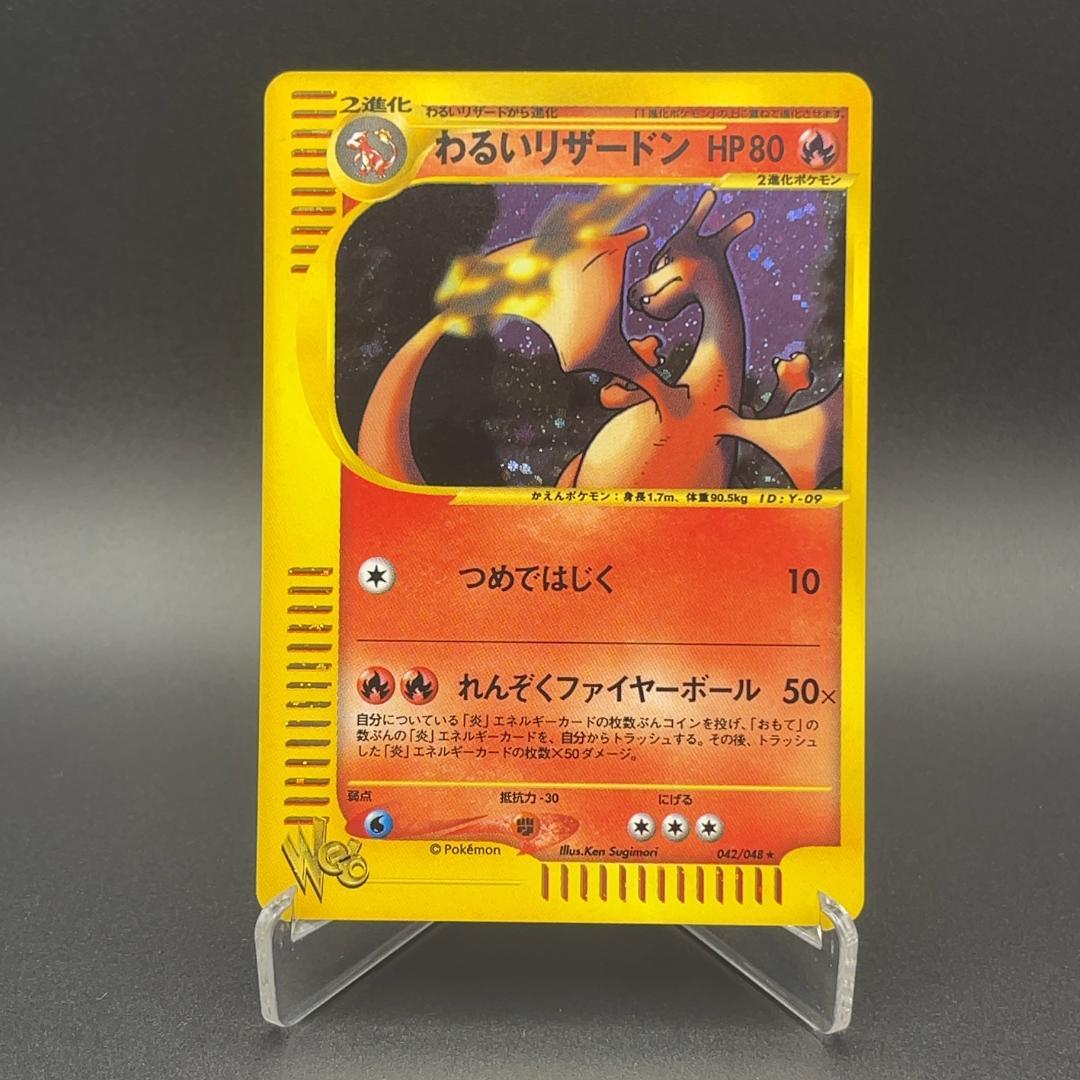 2進化
わるいリザードから進化
「1進化ポケモン」の上に重ねて進化させます。
わるいリザードン HP80
2進化ポケモン
かえんポケモン：身長1.7m、体重90.5kg ID:Y-09
つめではじく 10
れんぞくファイヤーボール 50×
自分についている「炎」エネルギーカードの枚数ぶんコインを投げ、「おもて」の
数ぶんの「炎」エネルギーカードを、自分からトラッシュする。その後、トラッシュ
した「炎」エネルギーカードの枚数×50ダメージ。
弱点 抵抗力-30 にげる
Web
© Pokémon Illus.Ken Sugimori 042/048★